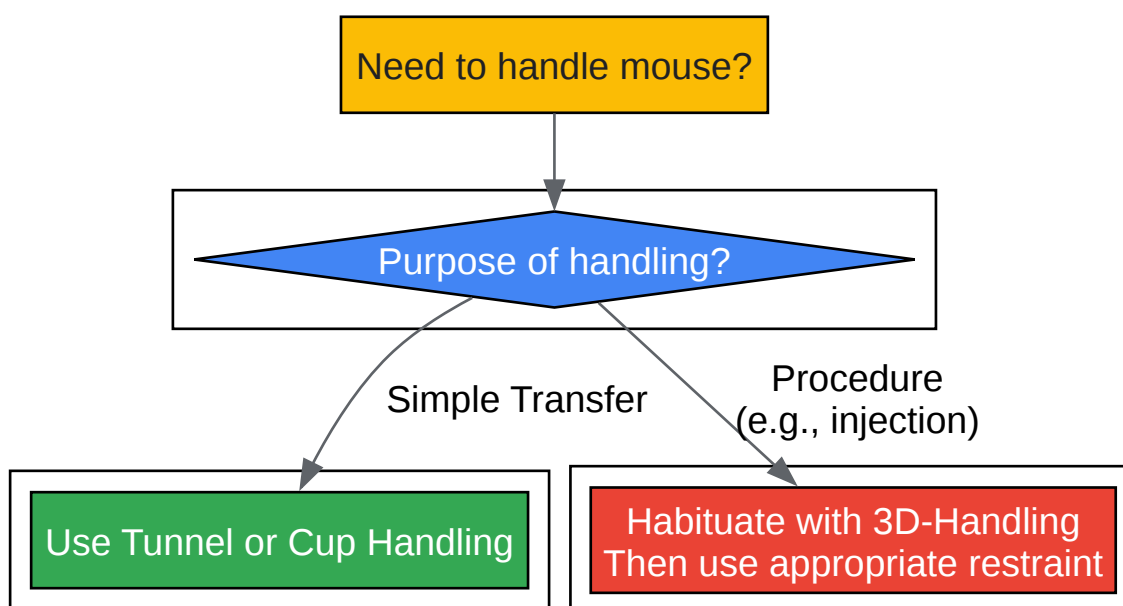 Need to handle mouse?
Purpose of handling?
Simple Transfer
Procedure
(e.g., injection)
Use Tunnel or Cup Handling
Habituate with 3D-Handling
Then use appropriate restraint